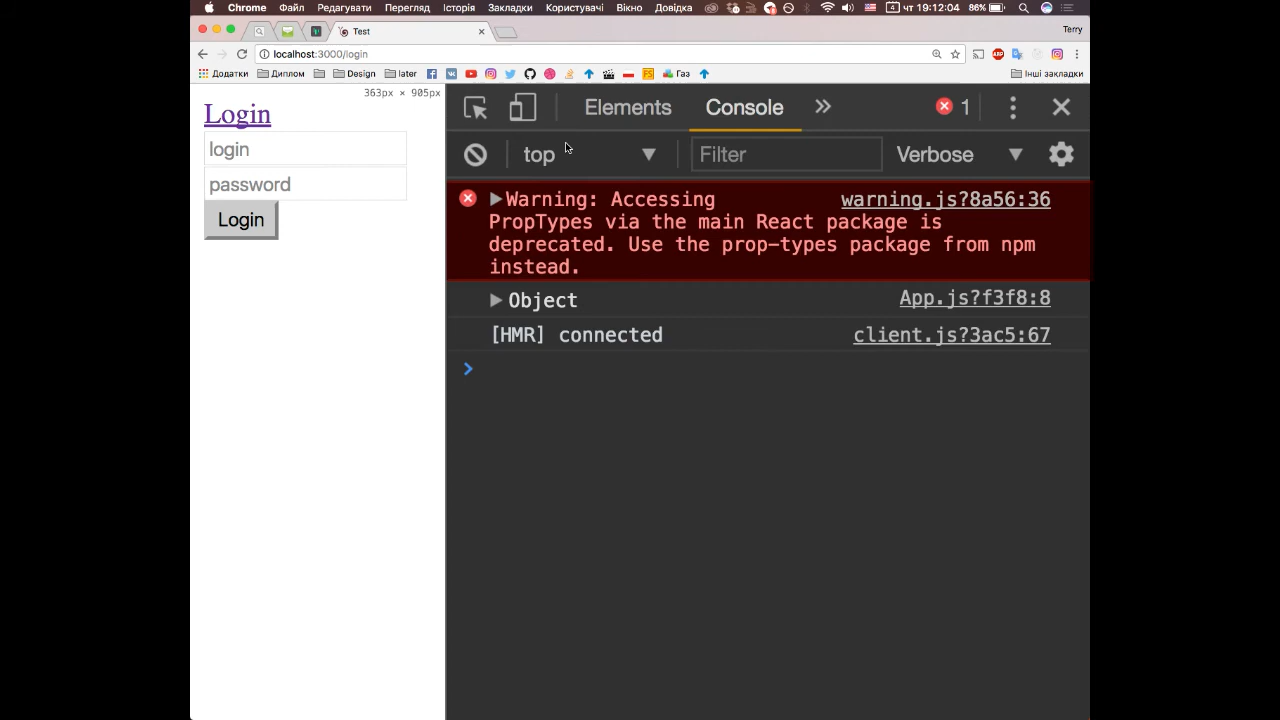 Chrome Файл Редагувати Перегляд Історія Закладки Користувачі Вікно Довідка 4 чт 19:12:04 86%
Test Terry
localhost:3000/login
Додатки Диплом Design later Газ Інші закладки
363px × 905px
Login
login
password
Login
Elements Console 1
top Filter Verbose
Warning: Accessing warning.js?8a56:36
PropTypes via the main React package is
deprecated. Use the prop-types package from npm
instead.
Object App.js?f3f8:8
[HMR] connected client.js?3ac5:67